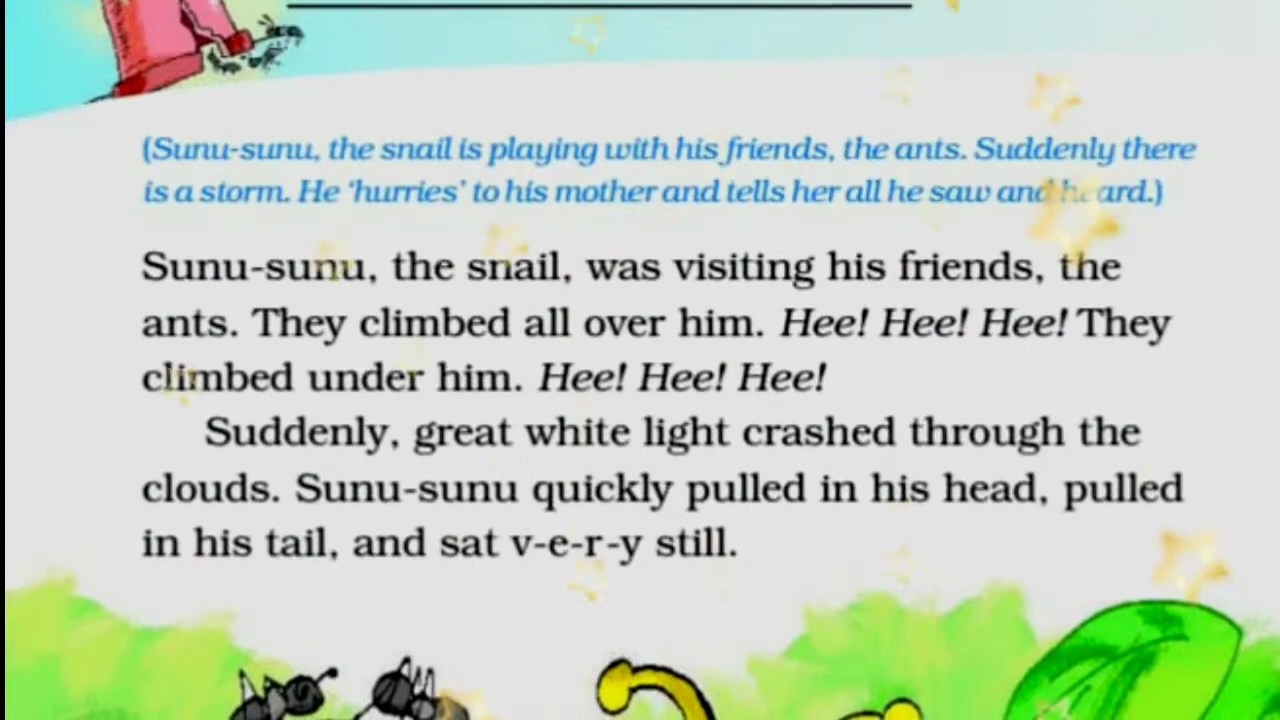 (Sunu-sunu, the snail is playing with his friends, the ants. Suddenly there
is a storm. He ‘hurries’ to his mother and tells her all he saw and heard.)
Sunu-sunu, the snail, was visiting his friends, the
ants. They climbed all over him. Hee! Hee! Hee! They
climbed under him. Hee! Hee! Hee!
Suddenly, great white light crashed through the
clouds. Sunu-sunu quickly pulled in his head, pulled
in his tail, and sat v-e-r-y still.